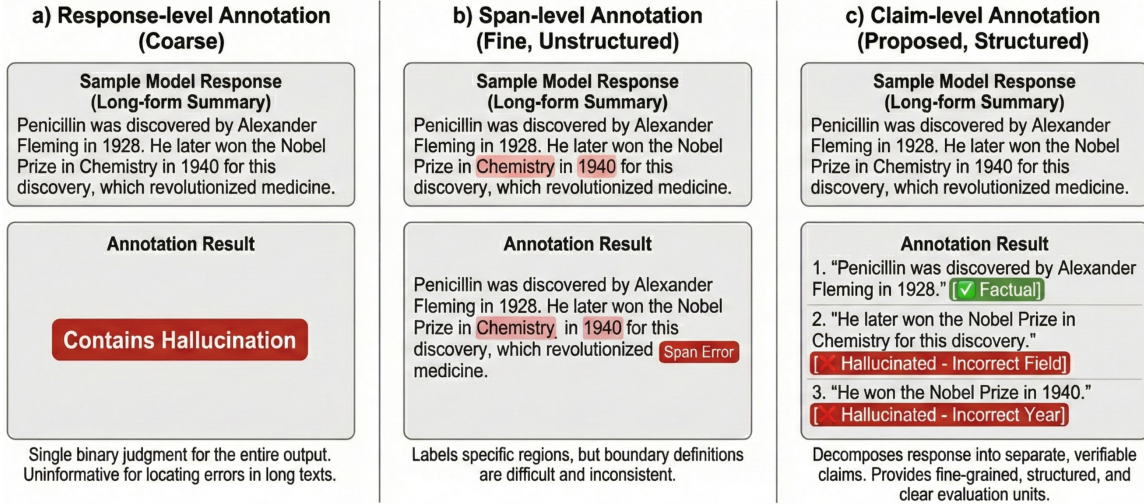 a) Response-level Annotation
(Coarse)
Sample Model Response
(Long-form Summary)
Penicillin was discovered by Alexander
Fleming in 1928. He later won the Nobel
Prize in Chemistry in 1940 for this
discovery, which revolutionized medicine.
Annotation Result
Contains Hallucination
Single binary judgment for the entire output.
Uninformative for locating errors in long texts.
b) Span-level Annotation
(Fine, Unstructured)
Sample Model Response
(Long-form Summary)
Penicillin was discovered by Alexander
Fleming in 1928. He later won the Nobel
Prize in Chemistry in 1940 for this
discovery, which revolutionized medicine.
Annotation Result
Penicillin was discovered by Alexander
Fleming in 1928. He later won the Nobel
Prize in Chemistry in 1940 for this
discovery, which revolutionized Span Error
medicine.
Labels specific regions, but boundary definitions
are difficult and inconsistent.
c) Claim-level Annotation
(Proposed, Structured)
Sample Model Response
(Long-form Summary)
Penicillin was discovered by Alexander
Fleming in 1928. He later won the Nobel
Prize in Chemistry in 1940 for this
discovery, which revolutionized medicine.
Annotation Result
1. “Penicillin was discovered by Alexander
Fleming in 1928.” [✅ Factual]
2. “He later won the Nobel Prize in
Chemistry for this discovery.”
[❌ Hallucinated - Incorrect Field]
3. “He won the Nobel Prize in 1940.”
[❌ Hallucinated - Incorrect Year]
Decomposes response into separate, verifiable
claims. Provides fine-grained, structured, and
clear evaluation units.